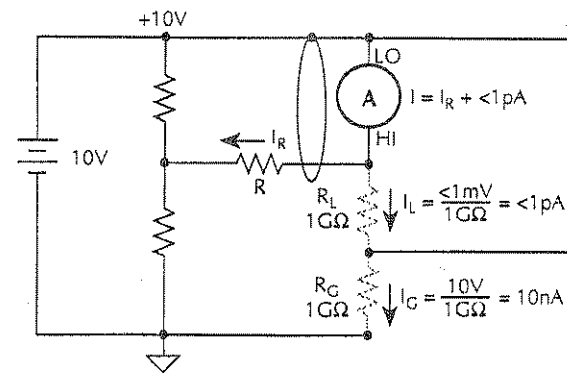 +10V
LO
A
I = I_R + <1pA
HI
10V
I_R
R
R_L
1GΩ
I_L = <1mV / 1GΩ = <1pA
R_G
1GΩ
I_G = 10V / 1GΩ = 10nA